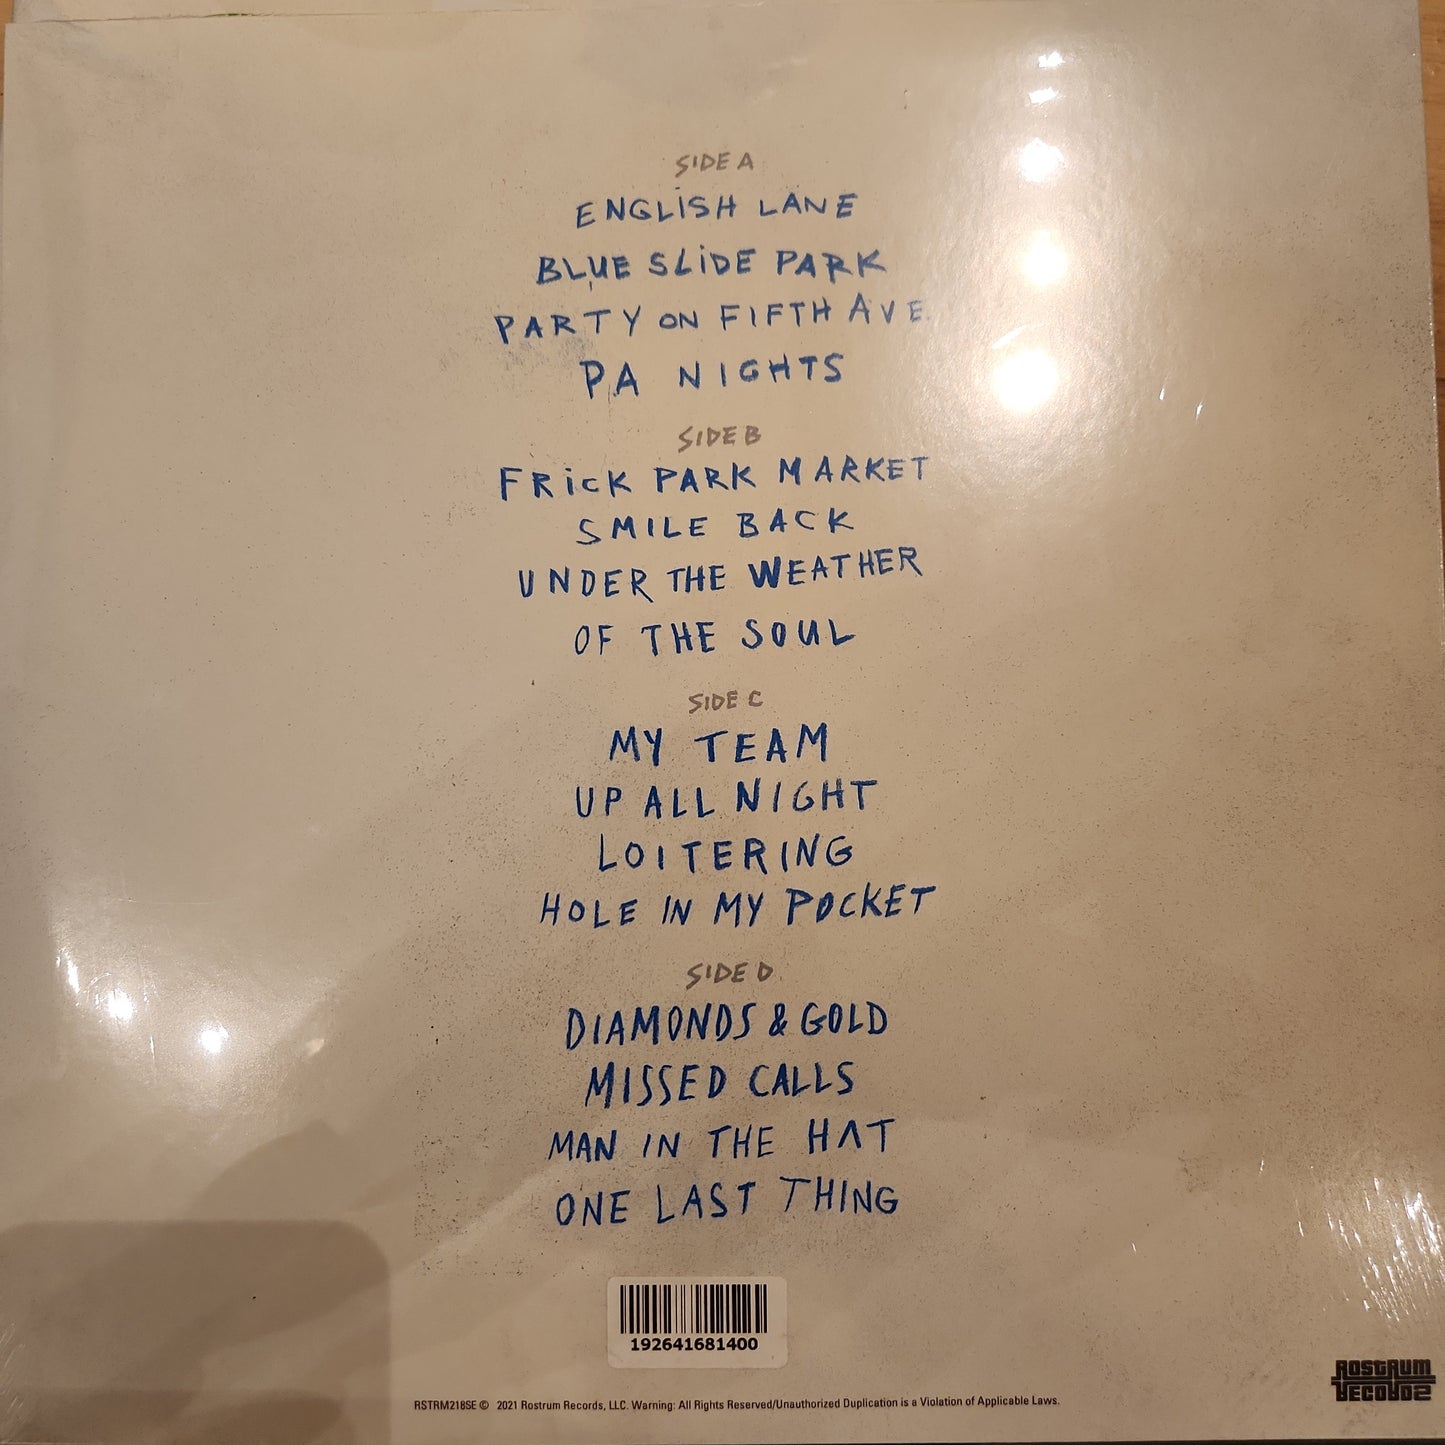 SIDE A
ENGLISH LANE
BLUE SLIDE PARK
PARTY ON FIFTH AVE.
PA NIGHTS
SIDE B
FRICK PARK MARKET
SMILE BACK
UNDER THE WEATHER
OF THE SOUL
SIDE C
MY TEAM
UP ALL NIGHT
LOITERING
HOLE IN MY POCKET
SIDE D
DIAMONDS & GOLD
MISSED CALLS
MAN IN THE HAT
ONE LAST THING
192641681400
RSTRM218SE © 2021 Rostrum Records, LLC. Warning: All Rights Reserved/Unauthorized Duplication is a Violation of Applicable Laws.
ROSTRUM
RECORDS